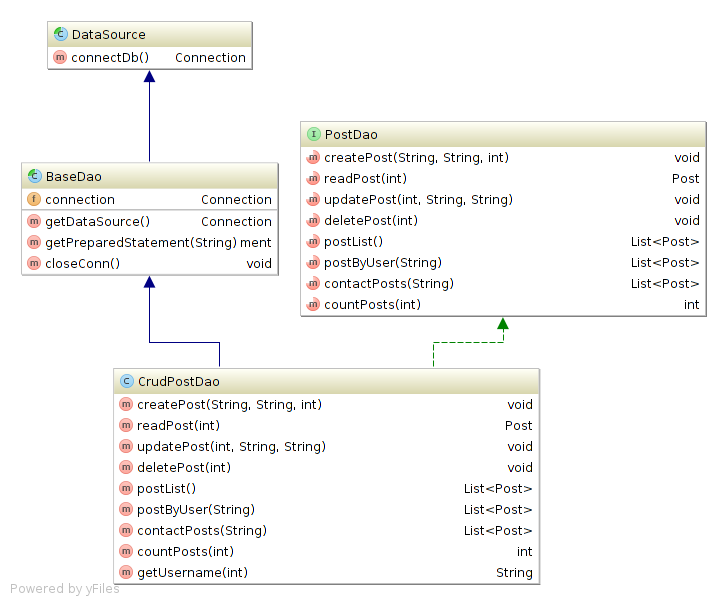 DataSource
connectDb() Connection
BaseDao
connection Connection
getDataSource() Connection
getPreparedStatement(String) ment
closeConn() void
PostDao
createPost(String, String, int) void
readPost(int) Post
updatePost(int, String, String) void
deletePost(int) void
postList() List<Post>
postByUser(String) List<Post>
contactPosts(String) List<Post>
countPosts(int) int
CrudPostDao
createPost(String, String, int) void
readPost(int) Post
updatePost(int, String, String) void
deletePost(int) void
postList() List<Post>
postByUser(String) List<Post>
contactPosts(String) List<Post>
countPosts(int) int
getUsername(int) String
Powered by yFiles